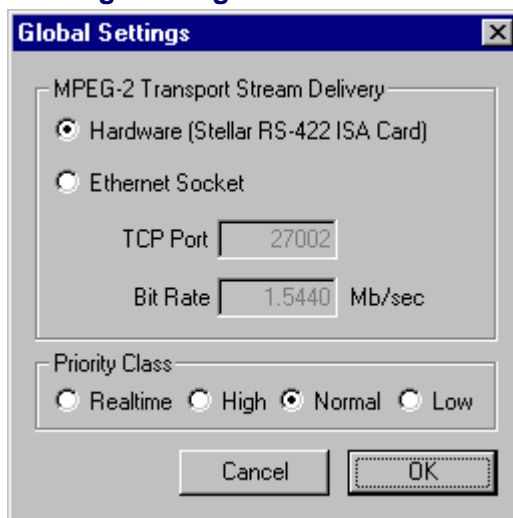 Global Settings
MPEG-2 Transport Stream Delivery
Hardware (Stellar RS-422 ISA Card)
Ethernet Socket
TCP Port 27002
Bit Rate 1.5440 Mb/sec
Priority Class
Realtime High Normal Low
Cancel OK